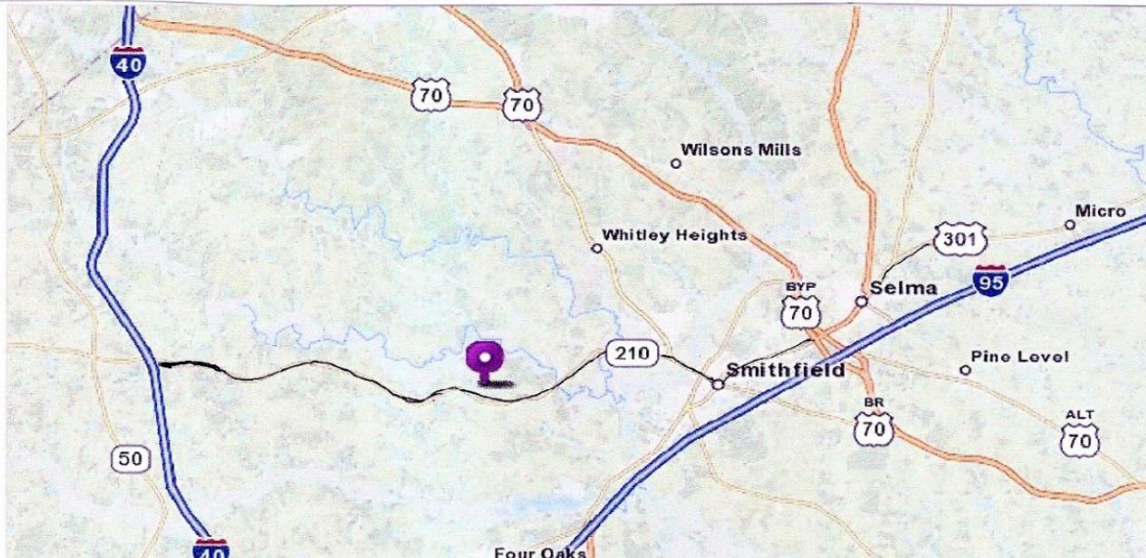 40
70
70
Wilsons Mills
Micro
301
Whitley Heights
95
BYP
70
Selma
210
Pine Level
Smithfield
BR
70
ALT
70
50
40
Four Oaks